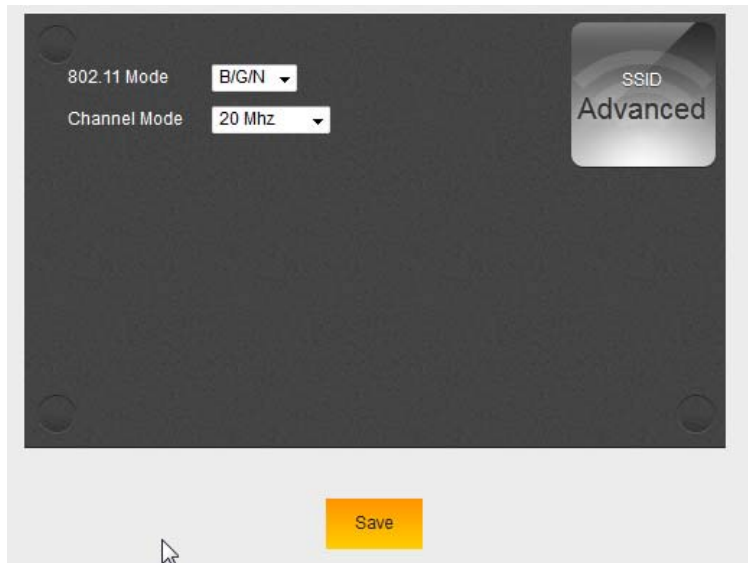 802.11 Mode B/G/N
Channel Mode 20 Mhz
SSID
Advanced
Save